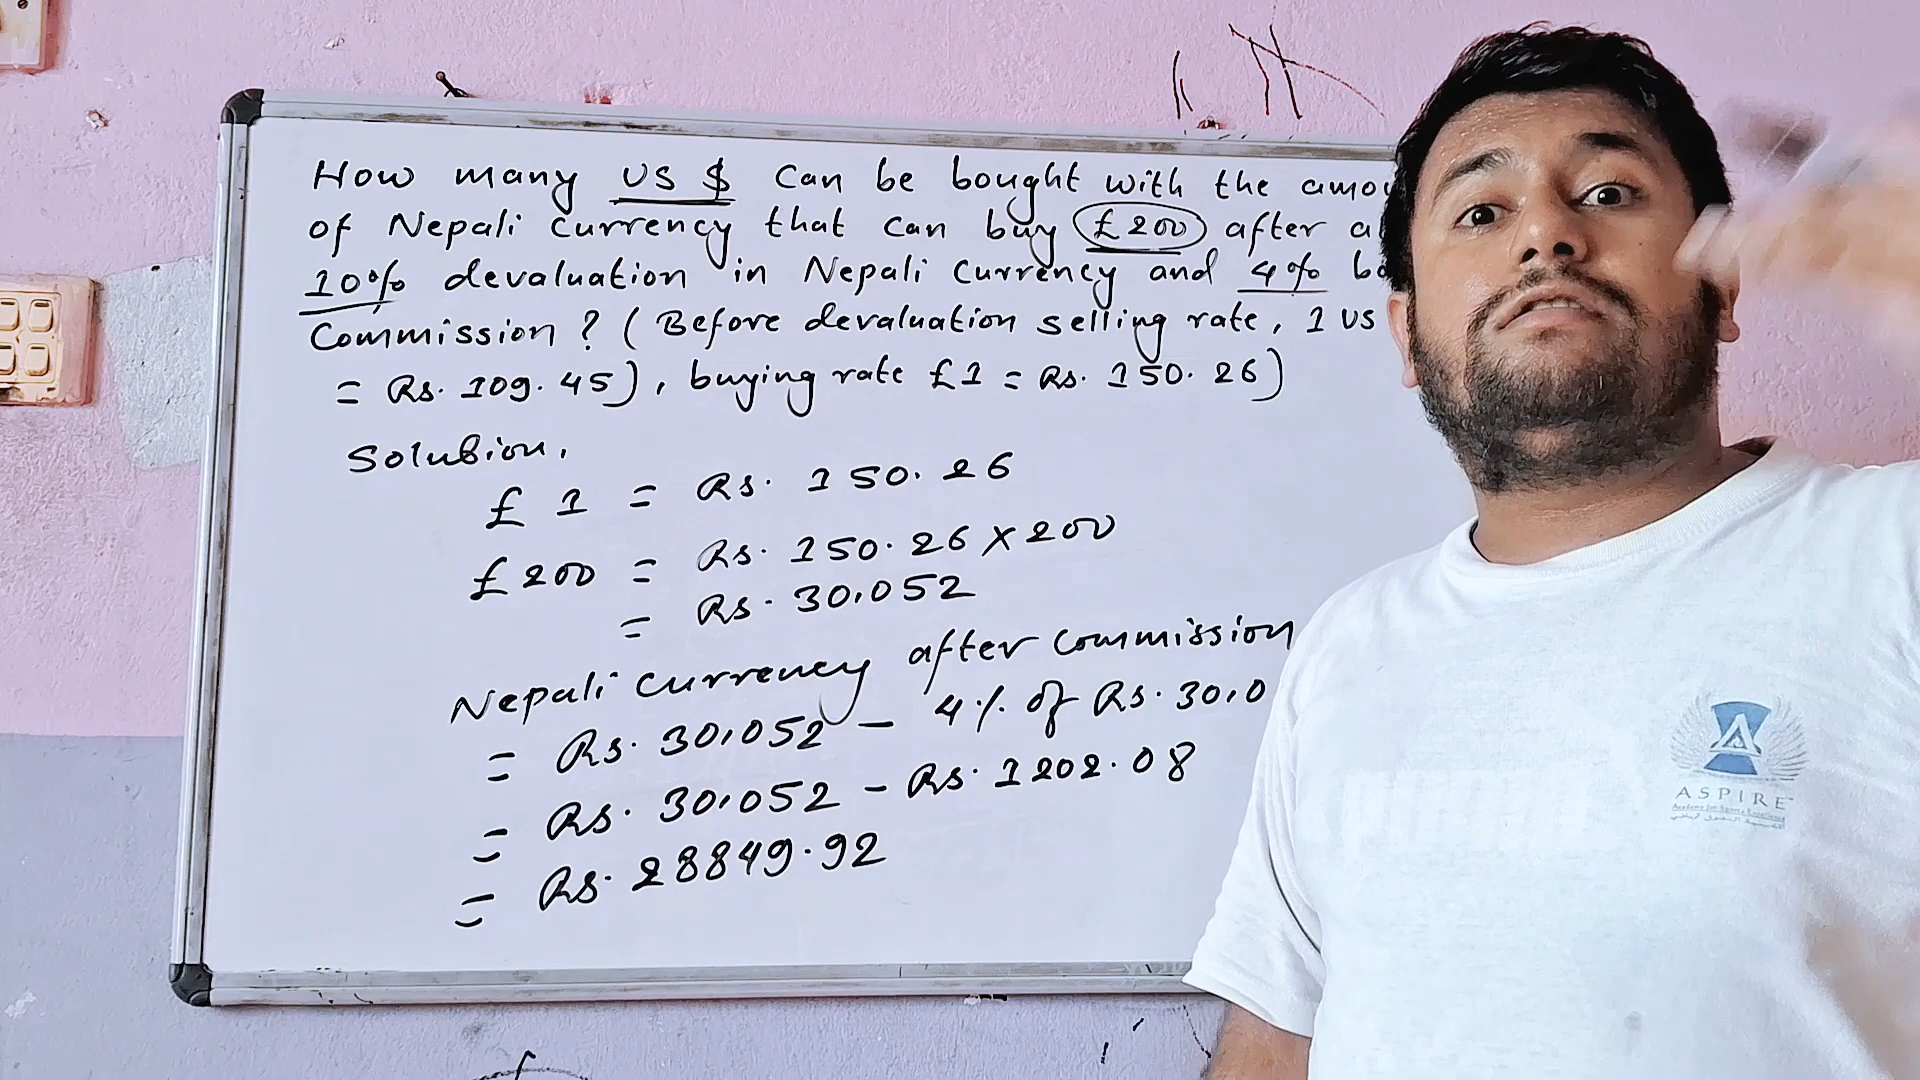 How many US $ can be bought with the
of Nepali currency that can buy £200 after
10% devaluation in Nepali currency and 4%
Commission ? ( Before devaluation selling rate, 1 US
= Rs. 109.45), buying rate £1 = Rs. 150.26)
Solution,
£ 1 = Rs. 150.26
£200 = Rs. 150.26 × 200
= Rs. 30,052
Nepali currency after commission
= Rs. 30,052 - 4% of Rs. 30,0
= Rs. 30,052 - Rs. 1202.08
= Rs. 28849.92
ASPIRE